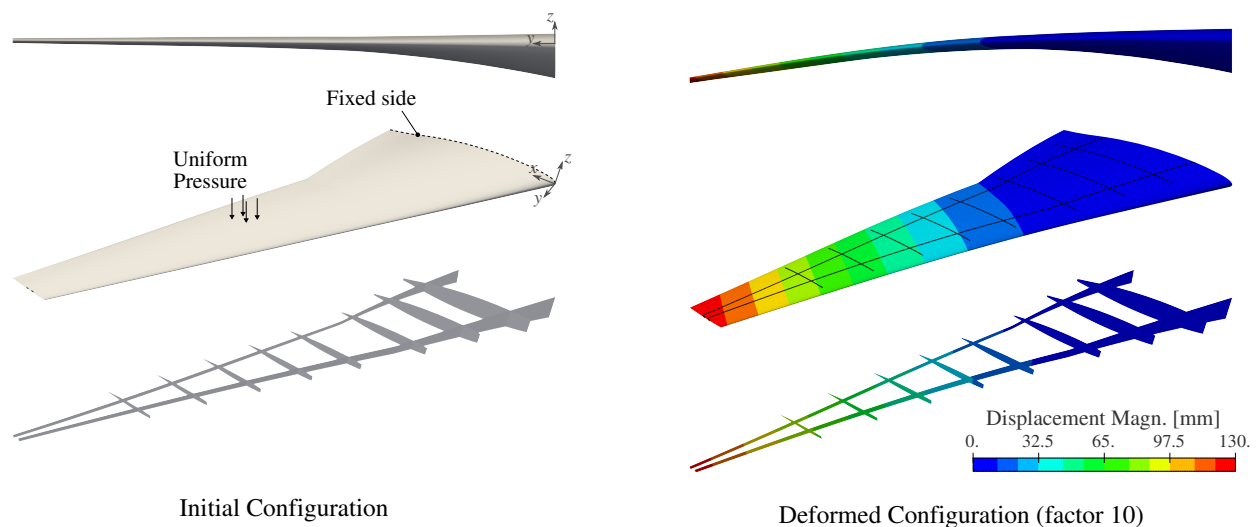 z
y
Fixed side
Uniform
Pressure
x
z
y
Displacement Magn. [mm]
0. 32.5 65. 97.5 130.
Initial Configuration
Deformed Configuration (factor 10)